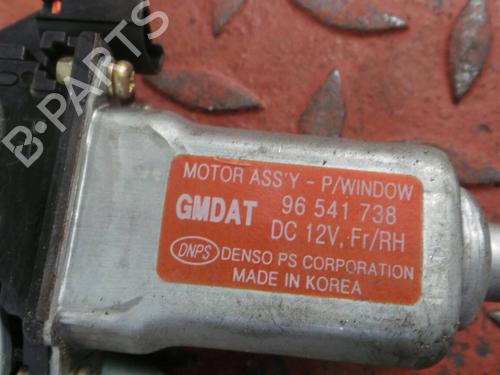 B-PARTS
MOTOR ASS'Y - P/WINDOW
GMDAT 96 541 738
DC 12V, Fr/RH
DNPS DENSO PS CORPORATION
MADE IN KOREA